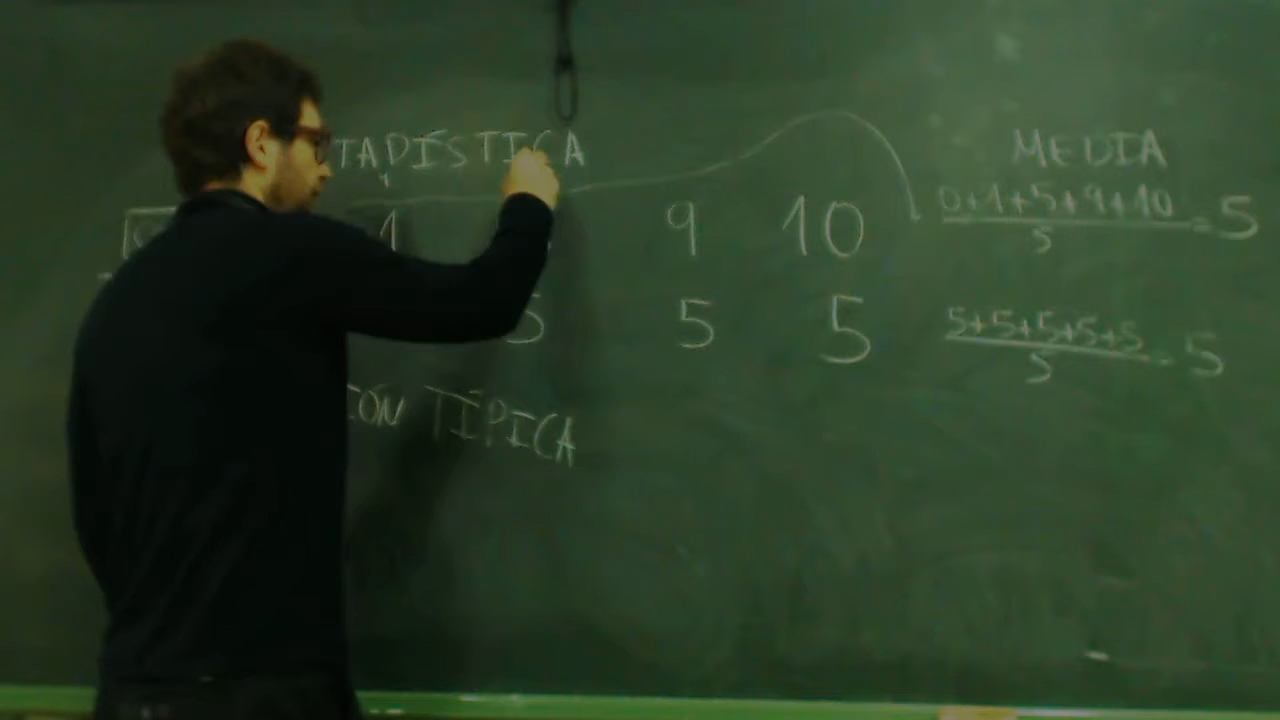 TADÍSTICA
1 9 10
5 5 5
IÓN TÍPICA
MEDIA
0+1+5+9+10
5
= 5
5+5+5+5+5
5
= 5